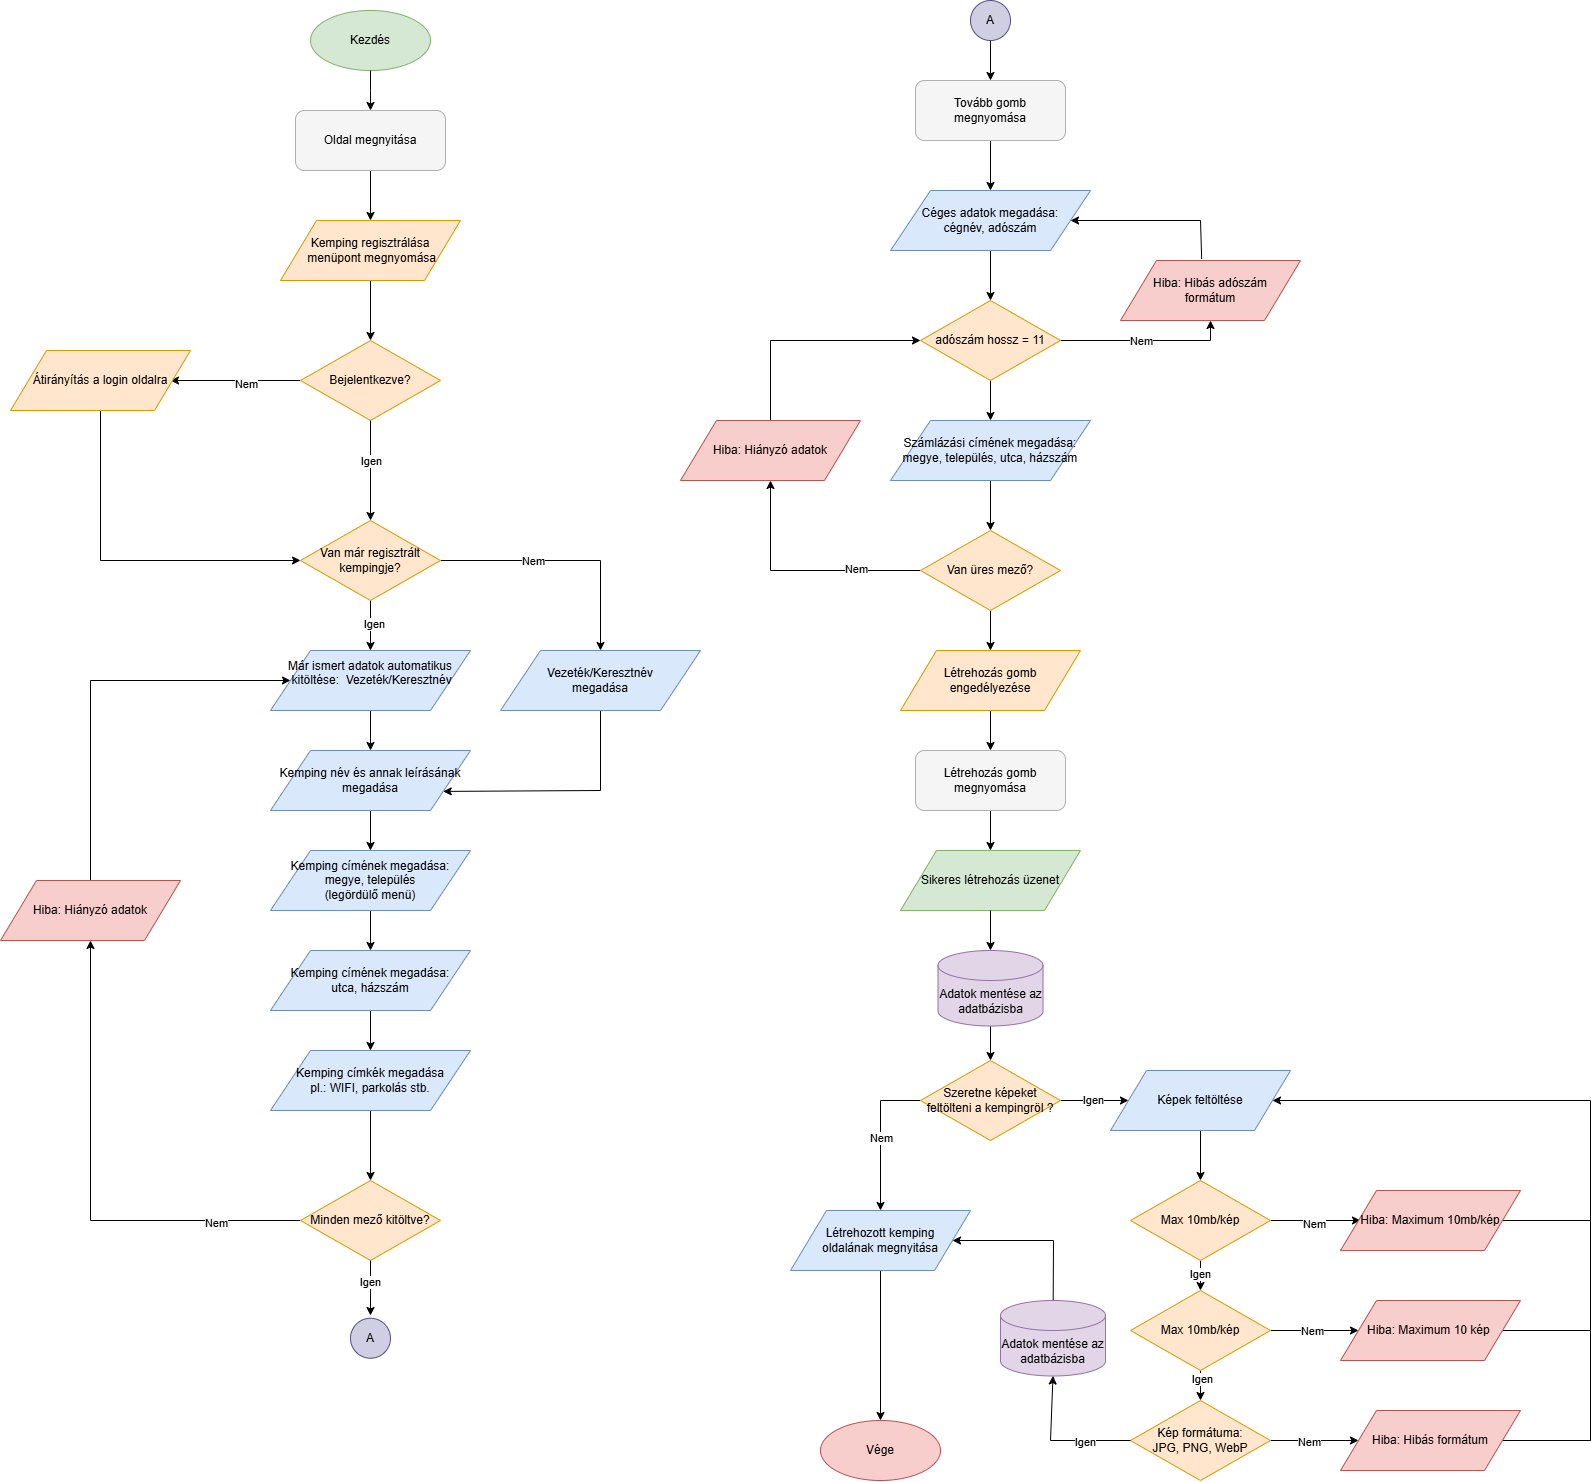 Kezdés
Oldal megnyitása
Kemping regisztrálása
menüpont megnyomása
Bejelentkezve?
Nem
Átirányítás a login oldalra
Igen
Van már regisztrált
kempingje?
Nem
Igen
Már ismert adatok automatikus
kitöltése:  Vezeték/Keresztnév
Vezeték/Keresztnév
megadása
Kemping név és annak leírásának
megadása
Kemping címének megadása:
megye, település
(legördülő menü)
Hiba: Hiányzó adatok
Kemping címének megadása:
utca, házszám
Kemping címkék megadása
pl.: WIFI, parkolás stb.
Minden mező kitöltve?
Nem
Igen
A
A
Tovább gomb
megnyomása
Céges adatok megadása:
cégnév, adószám
Hiba: Hibás adószám
formátum
adószám hossz = 11
Nem
Számlázási címének megadása:
megye, település, utca, házszám
Hiba: Hiányzó adatok
Van üres mező?
Nem
Létrehozás gomb
engedélyezése
Létrehozás gomb
megnyomása
Sikeres létrehozás üzenet
Adatok mentése az
adatbázisba
Szeretne képeket
feltölteni a kempingröl ?
Igen
Képek feltöltése
Nem
Létrehozott kemping
oldalának megnyitása
Max 10mb/kép
Nem
Hiba: Maximum 10mb/kép
Igen
Max 10mb/kép
Nem
Hiba: Maximum 10 kép
Adatok mentése az
adatbázisba
Igen
Kép formátuma:
JPG, PNG, WebP
Igen
Nem
Hiba: Hibás formátum
Vége